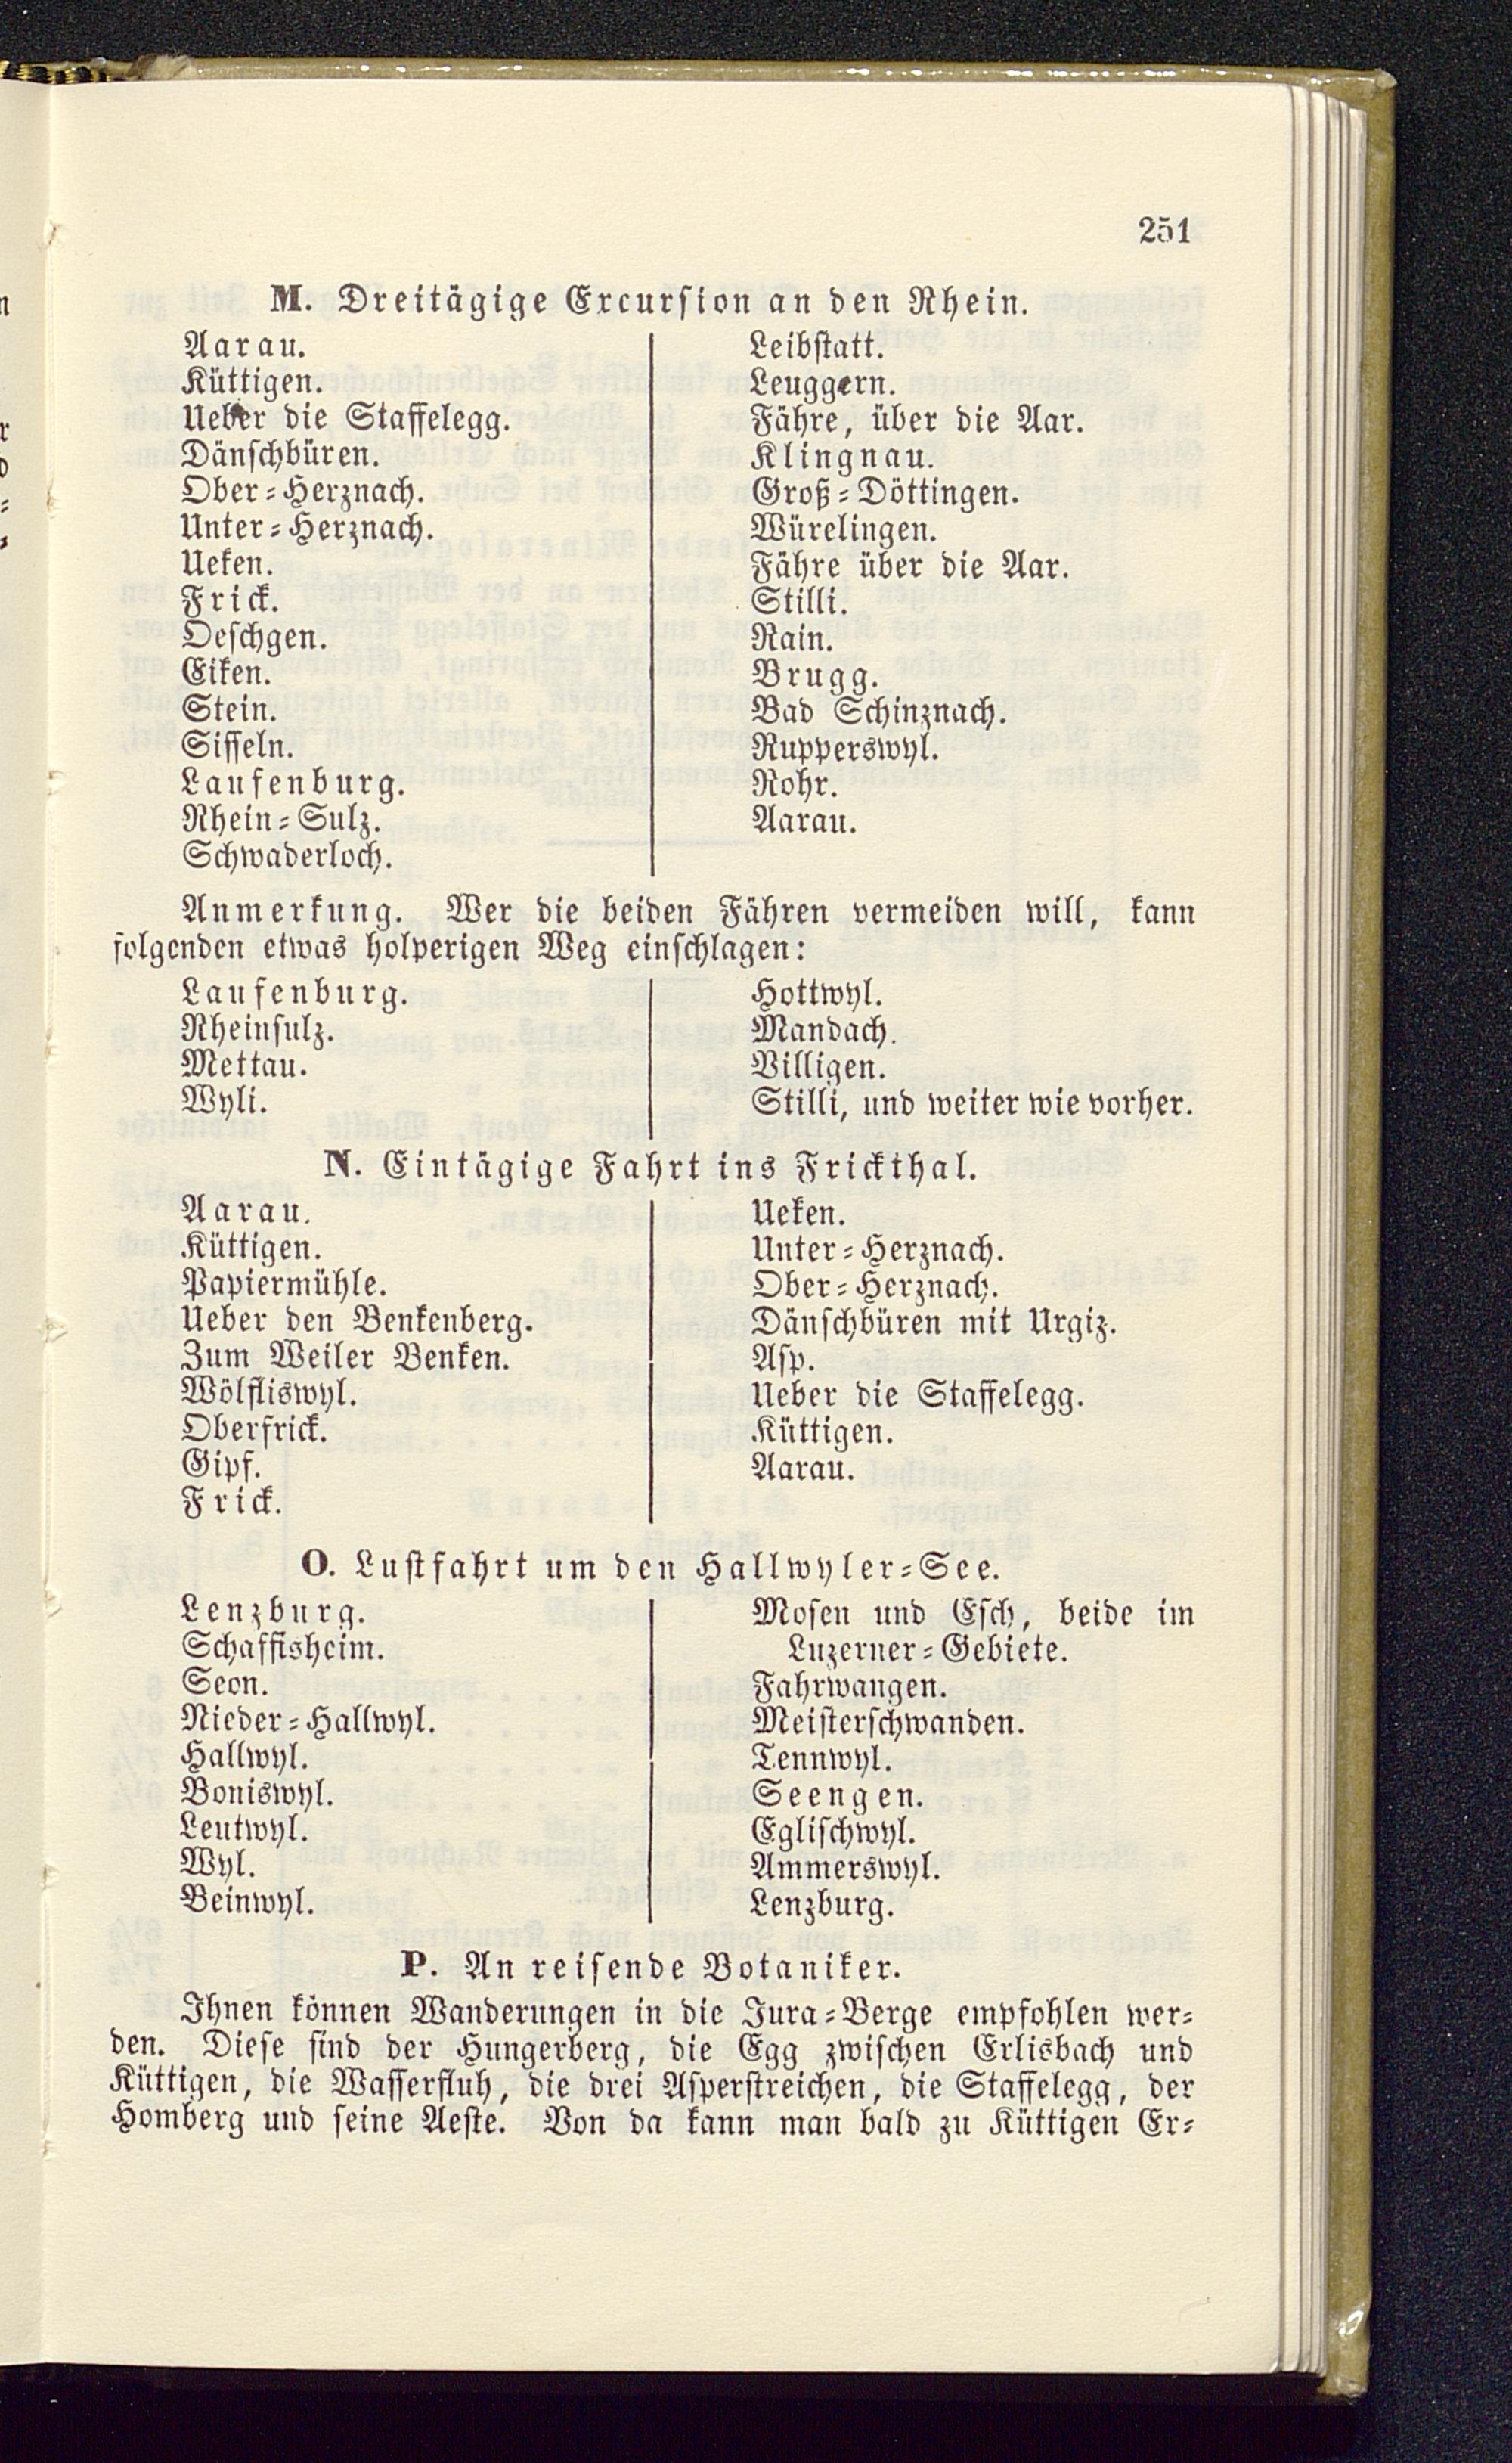 251
M. Dreitägige Excursion an den Rhein.
Aarau.
Küttigen.
Ueber die Staffelegg.
Dänschbüren.
Ober-Herznach.
Unter-Herznach.
Ueken.
Frick.
Oeschgen.
Eiken.
Stein.
Sisseln.
Laufenburg.
Rhein-Sulz.
Schwaderloch.
Leibstatt.
Leuggern.
Fähre, über die Aar.
Klingnau.
Groß-Döttingen.
Würelingen.
Fähre über die Aar.
Stilli.
Rain.
Brugg.
Bad Schinznach.
Rupperswyl.
Rohr.
Aarau.
Anmerkung. Wer die beiden Fähren vermeiden will, kann
folgenden etwas holperigen Weg einschlagen:
Laufenburg.
Rheinsulz.
Mettau.
Wyli.
Hottwyl.
Mandach.
Villigen.
Stilli, und weiter wie vorher.
N. Eintägige Fahrt ins Frickthal.
Aarau.
Küttigen.
Papiermühle.
Ueber den Benkenberg.
Zum Weiler Benken.
Wölfliswyl.
Oberfrick.
Gipf.
Frick.
Ueken.
Unter-Herznach.
Ober-Herznach.
Dänschbüren mit Urgiz.
Asp.
Ueber die Staffelegg.
Küttigen.
Aarau.
O. Lustfahrt um den Hallwyler-See.
Lenzburg.
Schaffisheim.
Seon.
Nieder-Hallwyl.
Hallwyl.
Boniswyl.
Leutwyl.
Wyl.
Beinwyl.
Mosen und Esch, beide im
Luzerner-Gebiete.
Fahrwangen.
Meisterschwanden.
Tennwyl.
Seengen.
Eglischwyl.
Ammerswyl.
Lenzburg.
P. An reisende Botaniker.
Ihnen können Wanderungen in die Jura-Berge empfohlen wer-
den. Diese sind der Hungerberg, die Egg zwischen Erlisbach und
Küttigen, die Wasserfluh, die drei Asperstreichen, die Staffelegg, der
Homberg und seine Aeste. Von da kann man bald zu Küttigen Er-